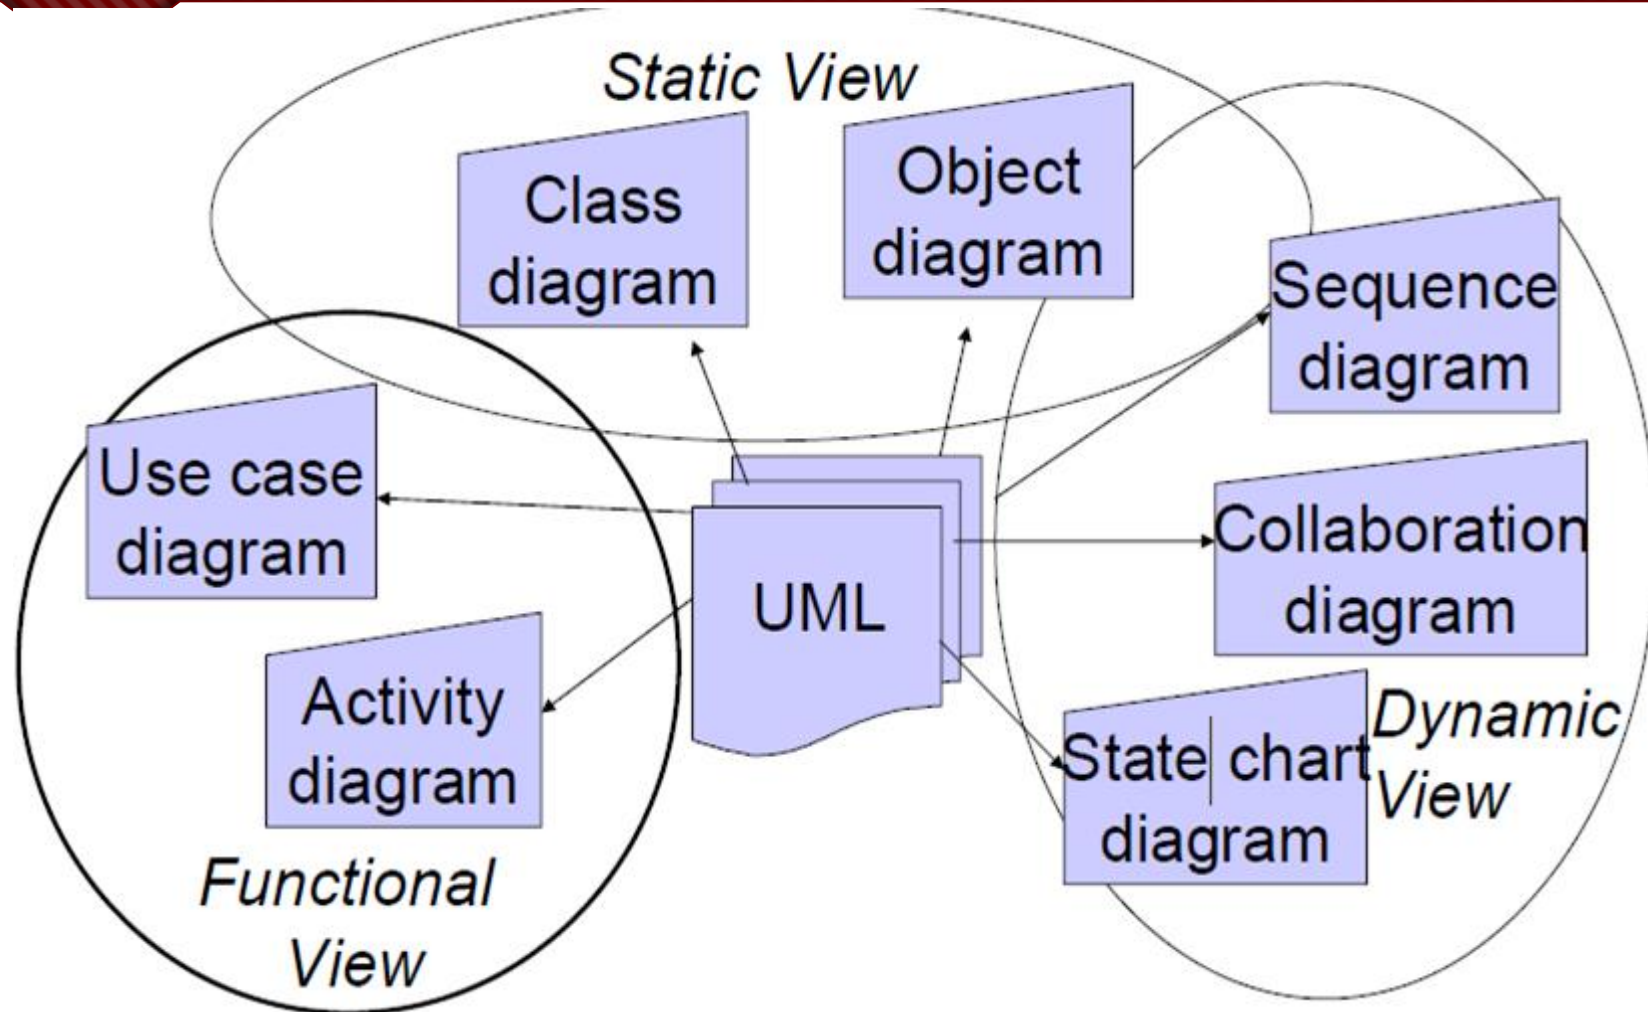 Static View
Class
diagram
Object
diagram
Sequence
diagram
Use case
diagram
Collaboration
diagram
UML
Activity
diagram
State chart
diagram
Dynamic
View
Functional
View